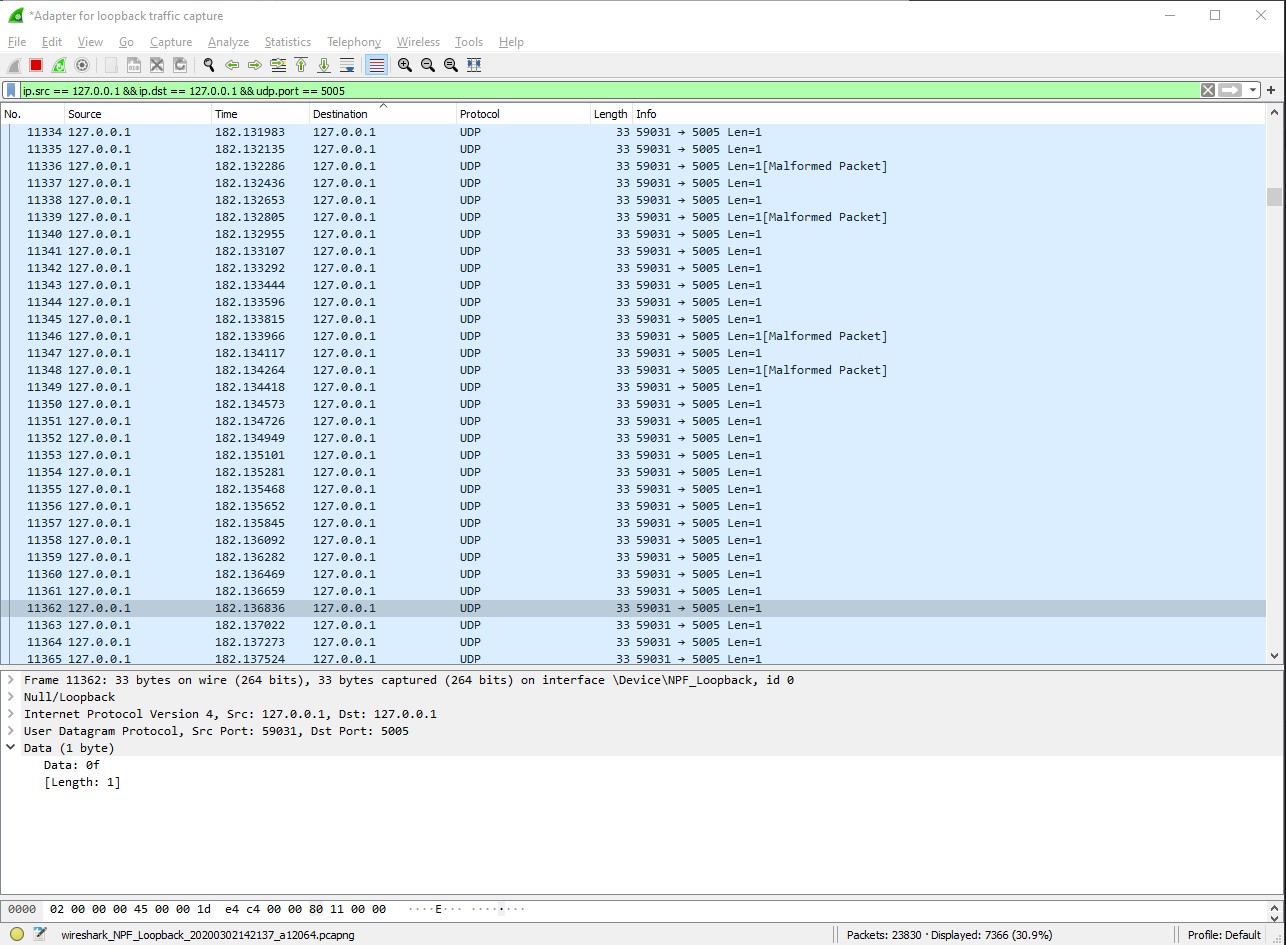 *Adapter for loopback traffic capture
File Edit View Go Capture Analyze Statistics Telephony Wireless Tools Help
ip.src == 127.0.0.1 && ip.dst == 127.0.0.1 && udp.port == 5005
No. Source Time Destination Protocol Length Info
11334 127.0.0.1 182.131983 127.0.0.1 UDP 33 59031 → 5005 Len=1
11335 127.0.0.1 182.132135 127.0.0.1 UDP 33 59031 → 5005 Len=1
11336 127.0.0.1 182.132286 127.0.0.1 UDP 33 59031 → 5005 Len=1[Malformed Packet]
11337 127.0.0.1 182.132436 127.0.0.1 UDP 33 59031 → 5005 Len=1
11338 127.0.0.1 182.132653 127.0.0.1 UDP 33 59031 → 5005 Len=1
11339 127.0.0.1 182.132805 127.0.0.1 UDP 33 59031 → 5005 Len=1[Malformed Packet]
11340 127.0.0.1 182.132955 127.0.0.1 UDP 33 59031 → 5005 Len=1
11341 127.0.0.1 182.133107 127.0.0.1 UDP 33 59031 → 5005 Len=1
11342 127.0.0.1 182.133292 127.0.0.1 UDP 33 59031 → 5005 Len=1
11343 127.0.0.1 182.133444 127.0.0.1 UDP 33 59031 → 5005 Len=1
11344 127.0.0.1 182.133596 127.0.0.1 UDP 33 59031 → 5005 Len=1
11345 127.0.0.1 182.133815 127.0.0.1 UDP 33 59031 → 5005 Len=1
11346 127.0.0.1 182.133966 127.0.0.1 UDP 33 59031 → 5005 Len=1[Malformed Packet]
11347 127.0.0.1 182.134117 127.0.0.1 UDP 33 59031 → 5005 Len=1
11348 127.0.0.1 182.134264 127.0.0.1 UDP 33 59031 → 5005 Len=1[Malformed Packet]
11349 127.0.0.1 182.134418 127.0.0.1 UDP 33 59031 → 5005 Len=1
11350 127.0.0.1 182.134573 127.0.0.1 UDP 33 59031 → 5005 Len=1
11351 127.0.0.1 182.134726 127.0.0.1 UDP 33 59031 → 5005 Len=1
11352 127.0.0.1 182.134949 127.0.0.1 UDP 33 59031 → 5005 Len=1
11353 127.0.0.1 182.135101 127.0.0.1 UDP 33 59031 → 5005 Len=1
11354 127.0.0.1 182.135281 127.0.0.1 UDP 33 59031 → 5005 Len=1
11355 127.0.0.1 182.135468 127.0.0.1 UDP 33 59031 → 5005 Len=1
11356 127.0.0.1 182.135652 127.0.0.1 UDP 33 59031 → 5005 Len=1
11357 127.0.0.1 182.135845 127.0.0.1 UDP 33 59031 → 5005 Len=1
11358 127.0.0.1 182.136092 127.0.0.1 UDP 33 59031 → 5005 Len=1
11359 127.0.0.1 182.136282 127.0.0.1 UDP 33 59031 → 5005 Len=1
11360 127.0.0.1 182.136469 127.0.0.1 UDP 33 59031 → 5005 Len=1
11361 127.0.0.1 182.136659 127.0.0.1 UDP 33 59031 → 5005 Len=1
11362 127.0.0.1 182.136836 127.0.0.1 UDP 33 59031 → 5005 Len=1
11363 127.0.0.1 182.137022 127.0.0.1 UDP 33 59031 → 5005 Len=1
11364 127.0.0.1 182.137273 127.0.0.1 UDP 33 59031 → 5005 Len=1
11365 127.0.0.1 182.137524 127.0.0.1 UDP 33 59031 → 5005 Len=1
Frame 11362: 33 bytes on wire (264 bits), 33 bytes captured (264 bits) on interface \Device\NPF_Loopback, id 0
Null/Loopback
Internet Protocol Version 4, Src: 127.0.0.1, Dst: 127.0.0.1
User Datagram Protocol, Src Port: 59031, Dst Port: 5005
Data (1 byte)
Data: 0f
[Length: 1]
0000 02 00 00 00 45 00 00 1d e4 c4 00 00 80 11 00 00 ····E··· ········
wireshark_NPF_Loopback_20200302142137_a12064.pcapng Packets: 23830 · Displayed: 7366 (30.9%) Profile: Default